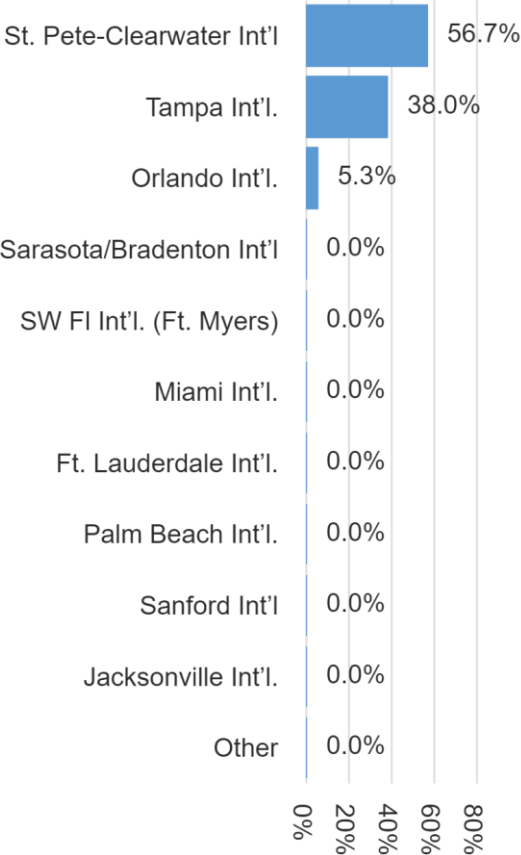 St. Pete-Clearwater Int’l 56.7%
Tampa Int’l. 38.0%
Orlando Int’l. 5.3%
Sarasota/Bradenton Int’l 0.0%
SW Fl Int’l. (Ft. Myers) 0.0%
Miami Int’l. 0.0%
Ft. Lauderdale Int’l. 0.0%
Palm Beach Int’l. 0.0%
Sanford Int’l 0.0%
Jacksonville Int’l. 0.0%
Other 0.0%
0% 20% 40% 60% 80%